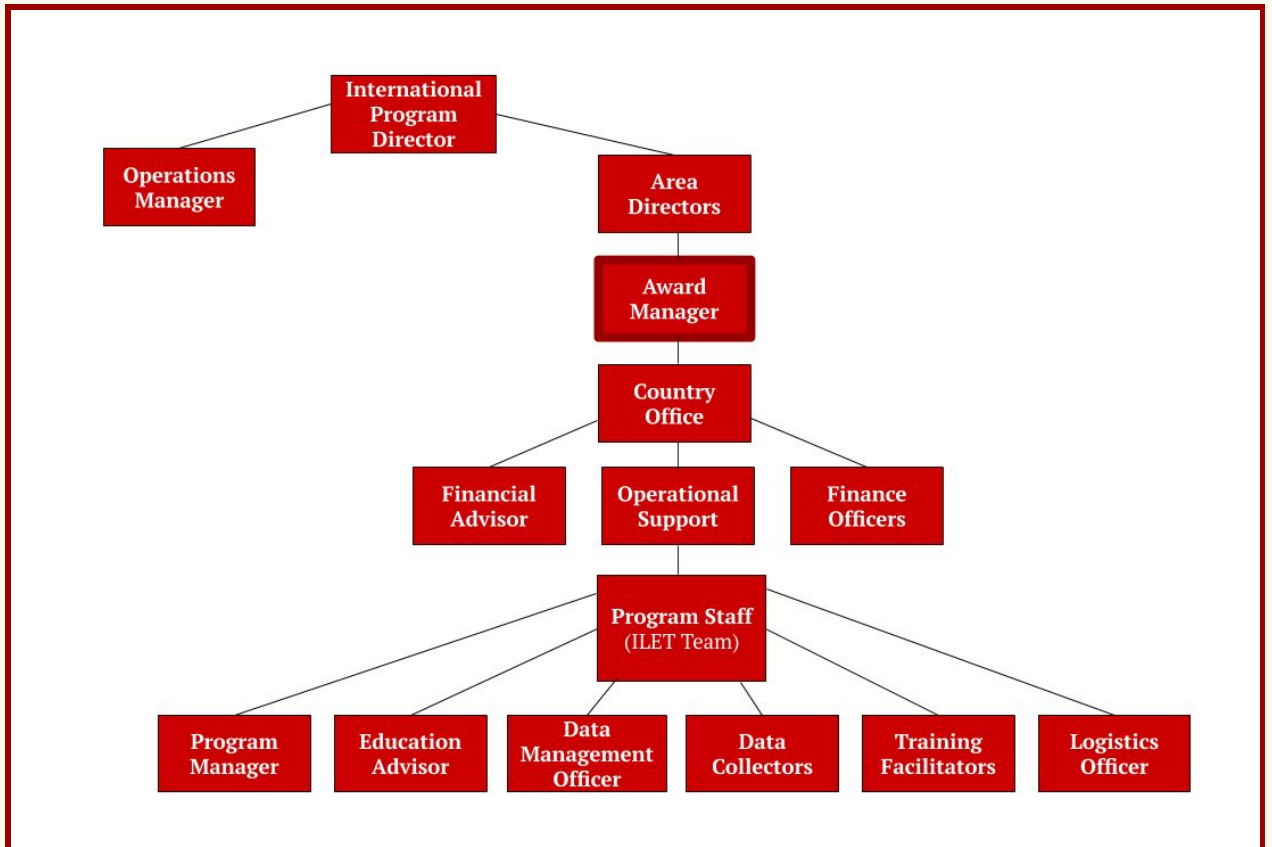 International
Program
Director
Operations
Manager
Area
Directors
Award
Manager
Country
Office
Financial
Advisor
Operational
Support
Finance
Officers
Program Staff
(ILET Team)
Program
Manager
Education
Advisor
Data
Management
Officer
Data
Collectors
Training
Facilitators
Logistics
Officer